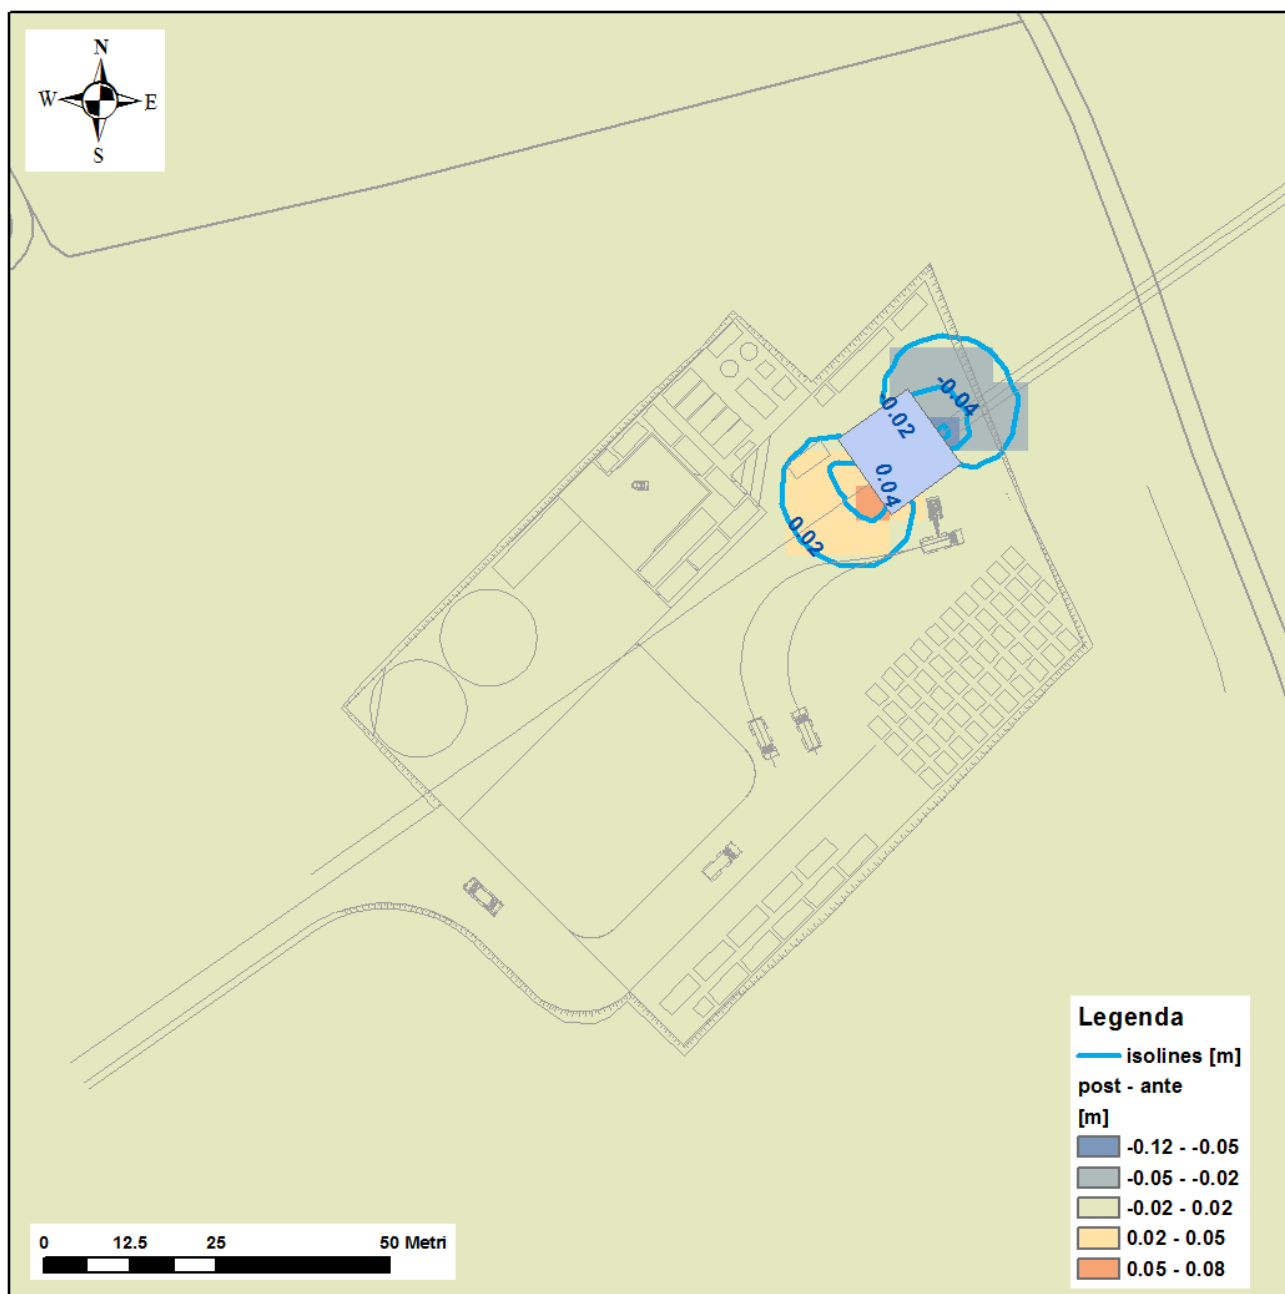 N
W E
S
-0.04
-0.02
0.04
0.02
Legenda
isolines [m]
post - ante
[m]
-0.12 - -0.05
-0.05 - -0.02
-0.02 - 0.02
0.02 - 0.05
0.05 - 0.08
0 12.5 25 50 Metri